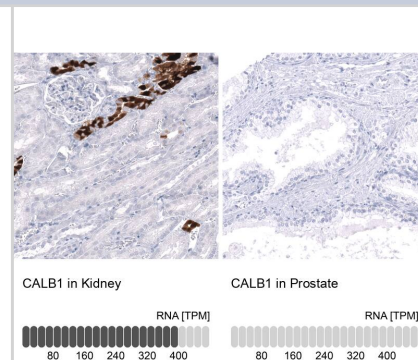 CALB1 in Kidney
CALB1 in Prostate
RNA [TPM]
RNA [TPM]
80 160 240 320 400
80 160 240 320 400